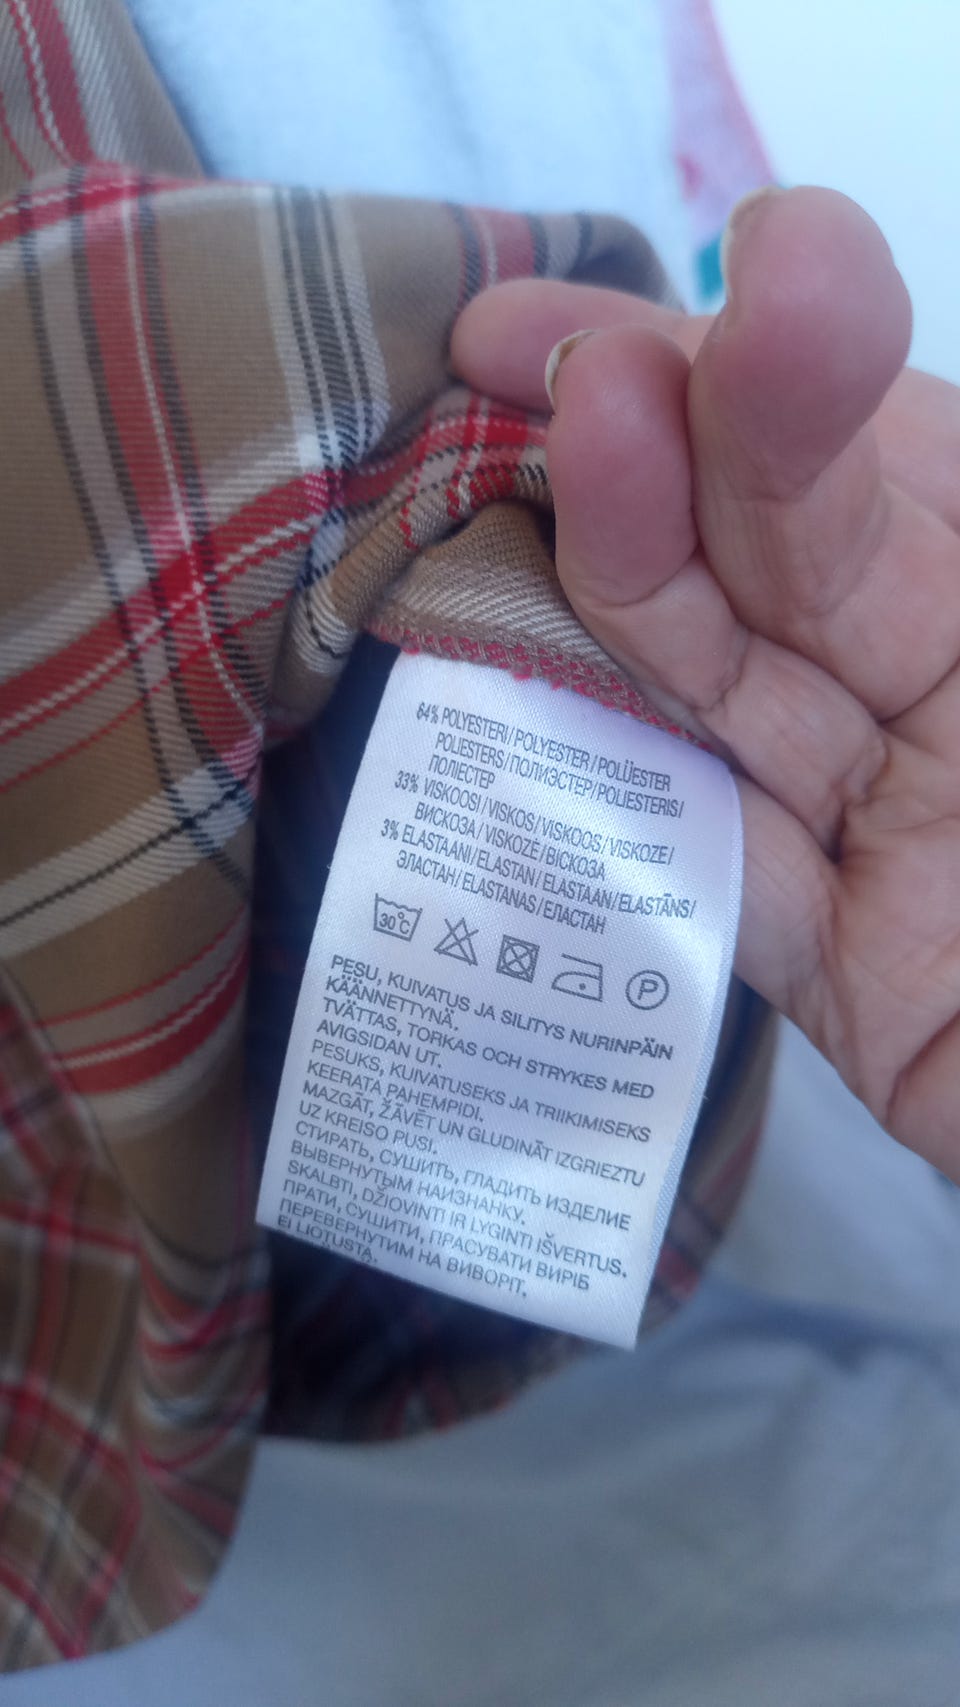 64% POLYESTERI/POLYESTER/POLÜESTER
POLIESTERS/ПОЛИЭСТЕР/POLIESTERIS/
ПОЛІЕСТЕР
33% VISKOOSI/VISKOS/VISKOOS/VISKOZE/
ВИСКОЗА/VISKOZĖ/ВІСКОЗА
3% ELASTAANI/ELASTAN/ELASTAAN/ELASTĀNS/
ЭЛАСТАН/ELASTANAS/ЕЛАСТАН
30°C
P
PESU, KUIVATUS JA SILITYS NURINPÄIN
KÄÄNNETTYNÄ.
TVÄTTAS, TORKAS OCH STRYKES MED
AVIGSIDAN UT.
PESUKS, KUIVATUSEKS JA TRIIKIMISEKS
KEERATA PAHEMPIDI.
MAZGĀT, ŽĀVĒT UN GLUDINĀT IZGRIEZTU
UZ KREISO PUSI.
СТИРАТЬ, СУШИТЬ, ГЛАДИТЬ ИЗДЕЛИЕ
ВЫВЕРНУТЫМ НАИЗНАНКУ.
SKALBTI, DŽIOVINTI IR LYGINTI IŠVERTUS.
ПРАТИ, СУШИТИ, ПРАСУВАТИ ВИРІБ
ПЕРЕВЕРНУТИМ НА ВИВОРІТ.
EI LIOTUSTA.